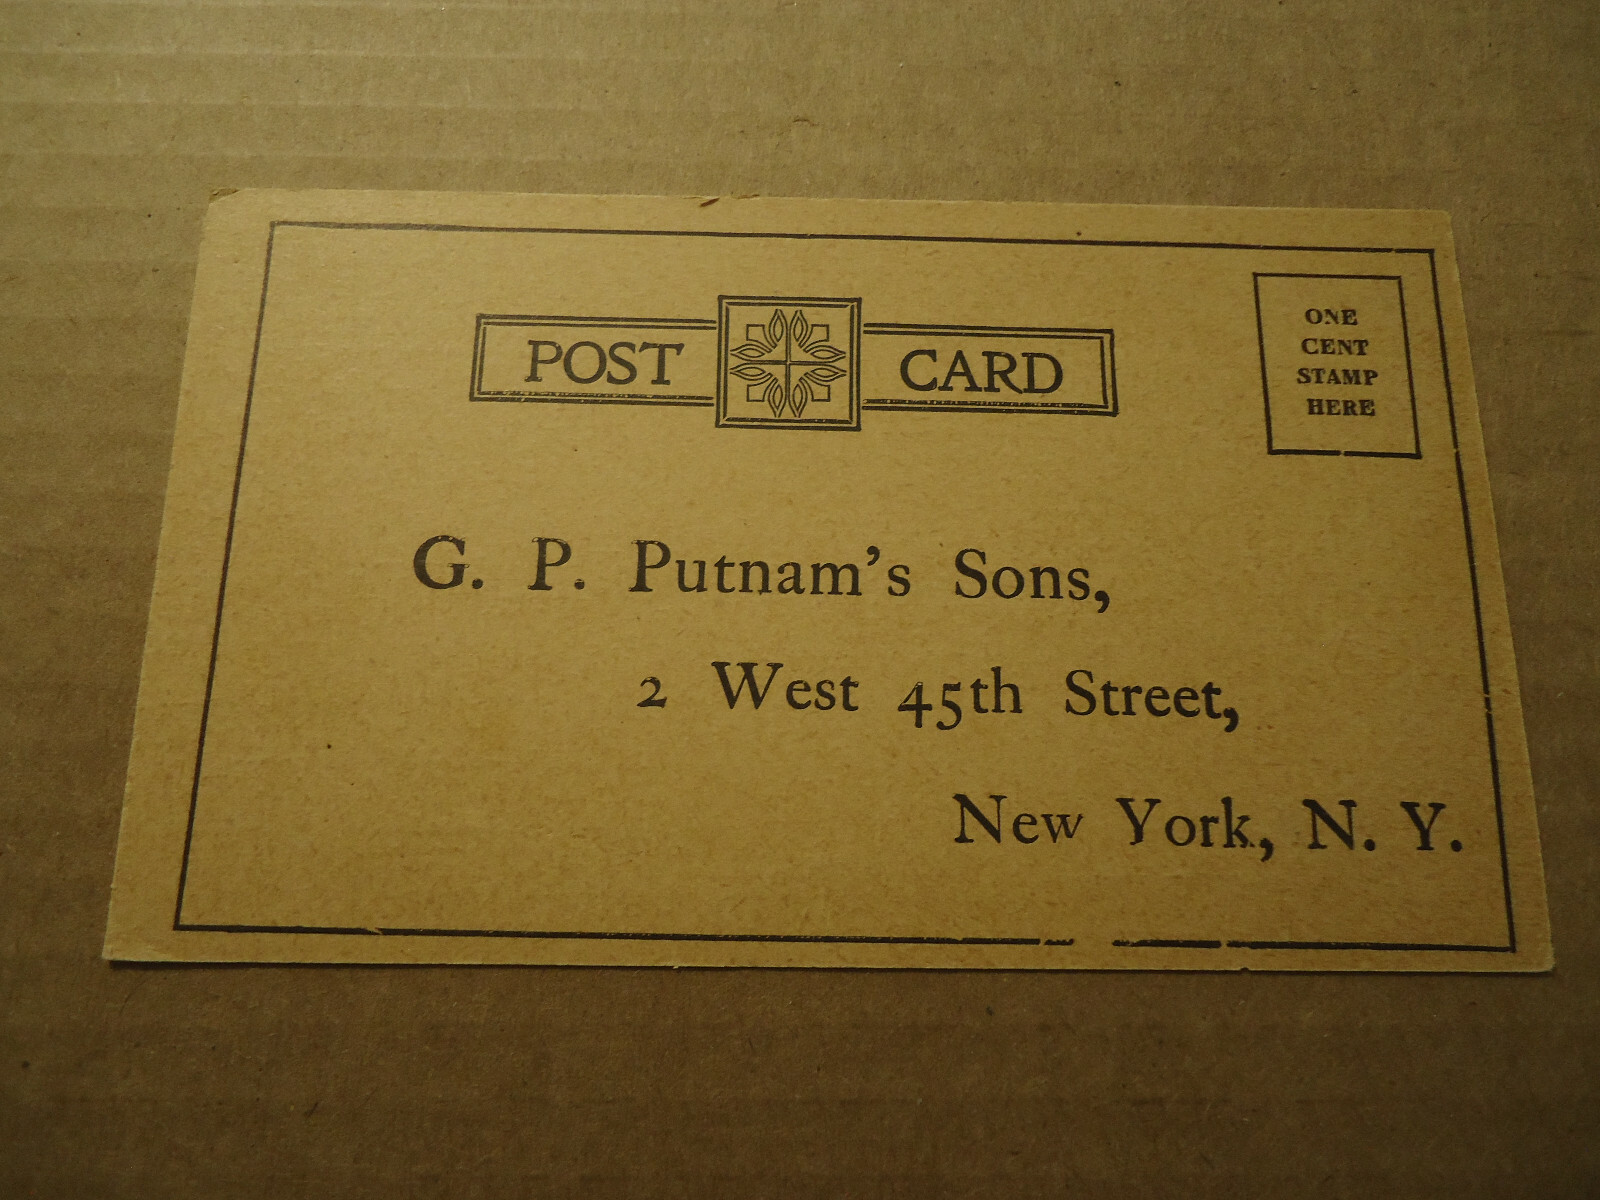 POST CARD
ONE
CENT
STAMP
HERE
G. P. Putnam's Sons,
2 West 45th Street,
New York, N. Y.